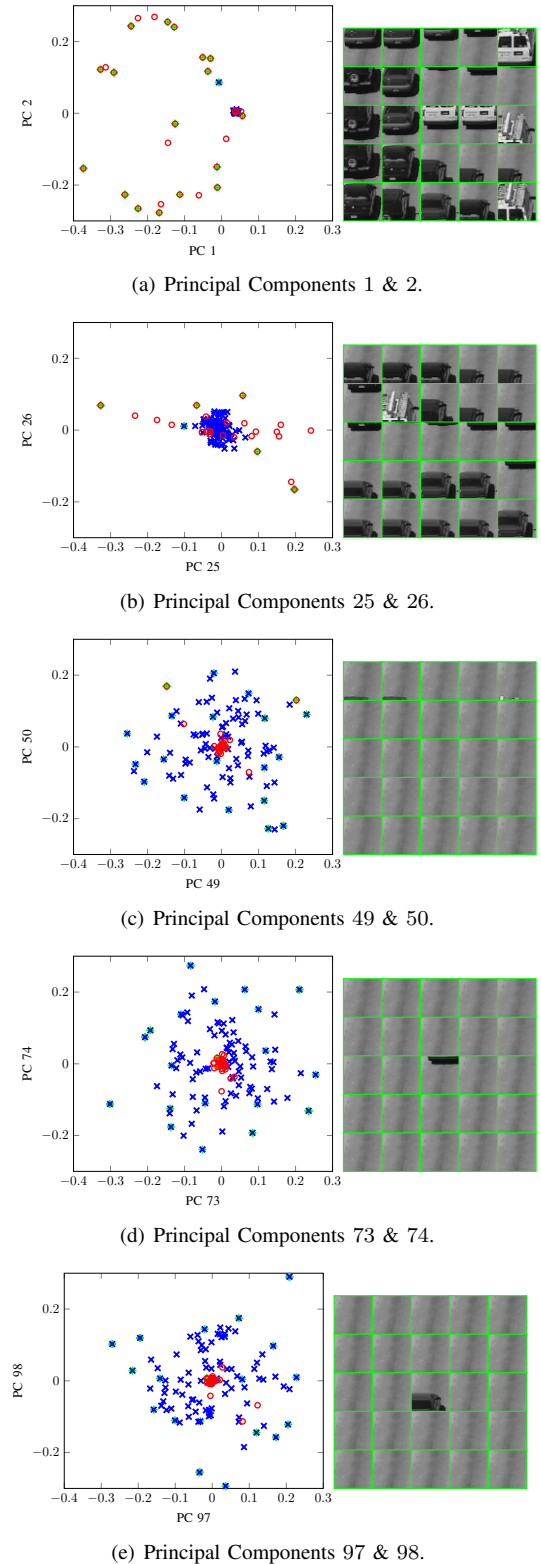 0.2
0
−0.2
PC 2
−0.4 −0.3 −0.2 −0.1 0 0.1 0.2 0.3
PC 1
(a) Principal Components 1 & 2.
0.2
0
−0.2
PC 26
−0.4 −0.3 −0.2 −0.1 0 0.1 0.2 0.3
PC 25
(b) Principal Components 25 & 26.
0.2
0
−0.2
PC 50
−0.4 −0.3 −0.2 −0.1 0 0.1 0.2 0.3
PC 49
(c) Principal Components 49 & 50.
0.2
0
−0.2
PC 74
−0.4 −0.3 −0.2 −0.1 0 0.1 0.2 0.3
PC 73
(d) Principal Components 73 & 74.
0.2
0
−0.2
PC 98
−0.4 −0.3 −0.2 −0.1 0 0.1 0.2 0.3
PC 97
(e) Principal Components 97 & 98.